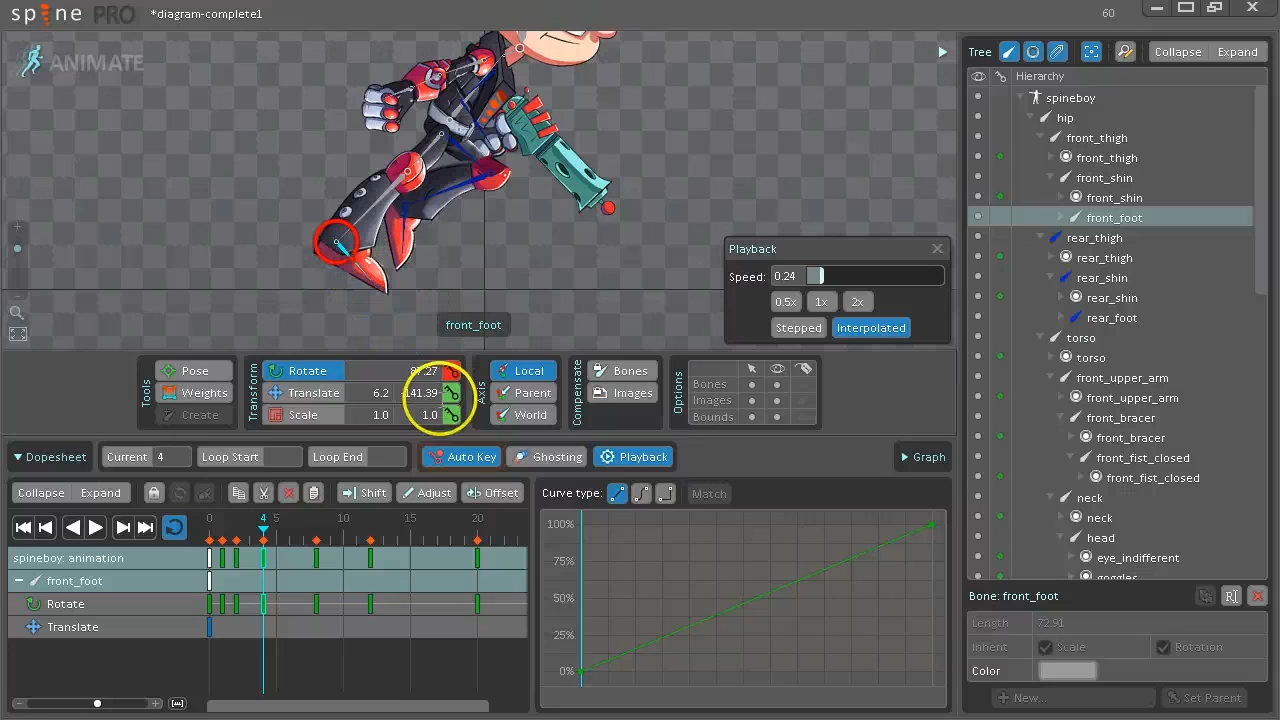 spine PRO *diagram-complete1 60
ANIMATE
Tree Collapse Expand
Hierarchy
spineboy
hip
front_thigh
front_thigh
front_shin
front_shin
front_foot
rear_thigh
rear_thigh
rear_shin
rear_shin
rear_foot
torso
torso
front_upper_arm
front_upper_arm
front_bracer
front_bracer
front_fist_closed
front_fist_closed
neck
neck
head
eye_indifferent
goggles
Playback
Speed: 0.24
0.5x 1x 2x
Stepped Interpolated
front_foot
Tools Pose Weights Create
Transform
Rotate 87.27
Translate 6.2 141.39
Scale 1.0 1.0
Axis Local Parent World
Compensate Bones Images
Options
Bones
Images
Bounds
Dopesheet Current 4 Loop Start Loop End Auto Key Ghosting Playback Graph
Collapse Expand Shift Adjust Offset
0 4 5 10 15 20
spineboy: animation
front_foot
Rotate
Translate
Curve type: Match
100%
75%
50%
25%
0%
Bone: front_foot
Length 72.91
Inherit Scale Rotation
Color
New... Set Parent